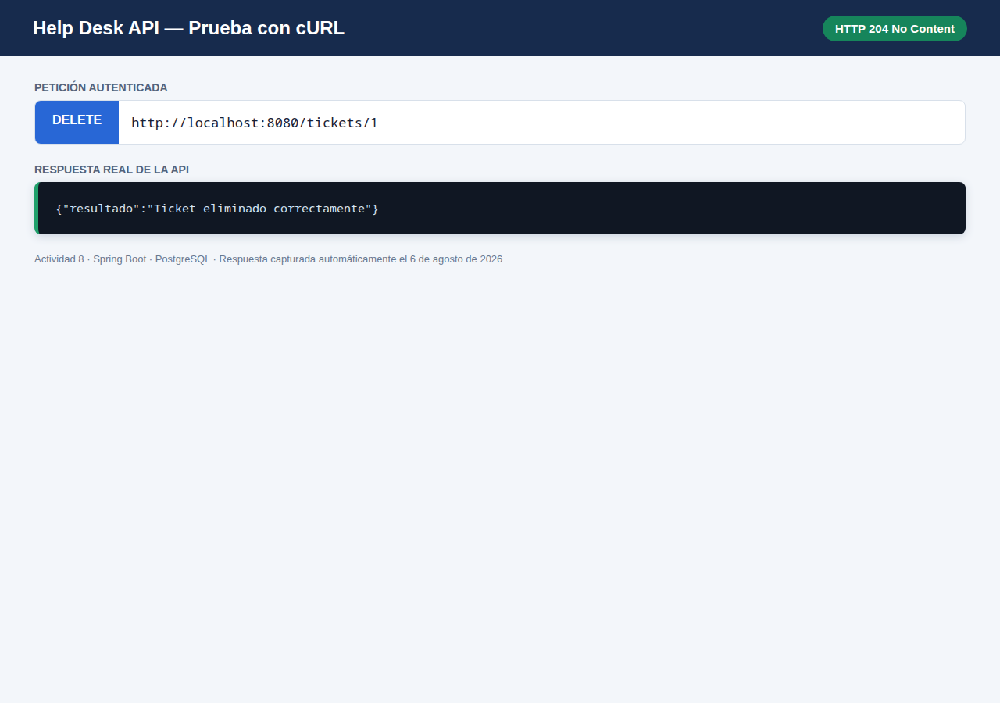 Help Desk API — Prueba con cURL
HTTP 204 No Content
PETICIÓN AUTENTICADA
DELETE http://localhost:8080/tickets/1
RESPUESTA REAL DE LA API
{"resultado":"Ticket eliminado correctamente"}
Actividad 8 · Spring Boot · PostgreSQL · Respuesta capturada automáticamente el 6 de agosto de 2026